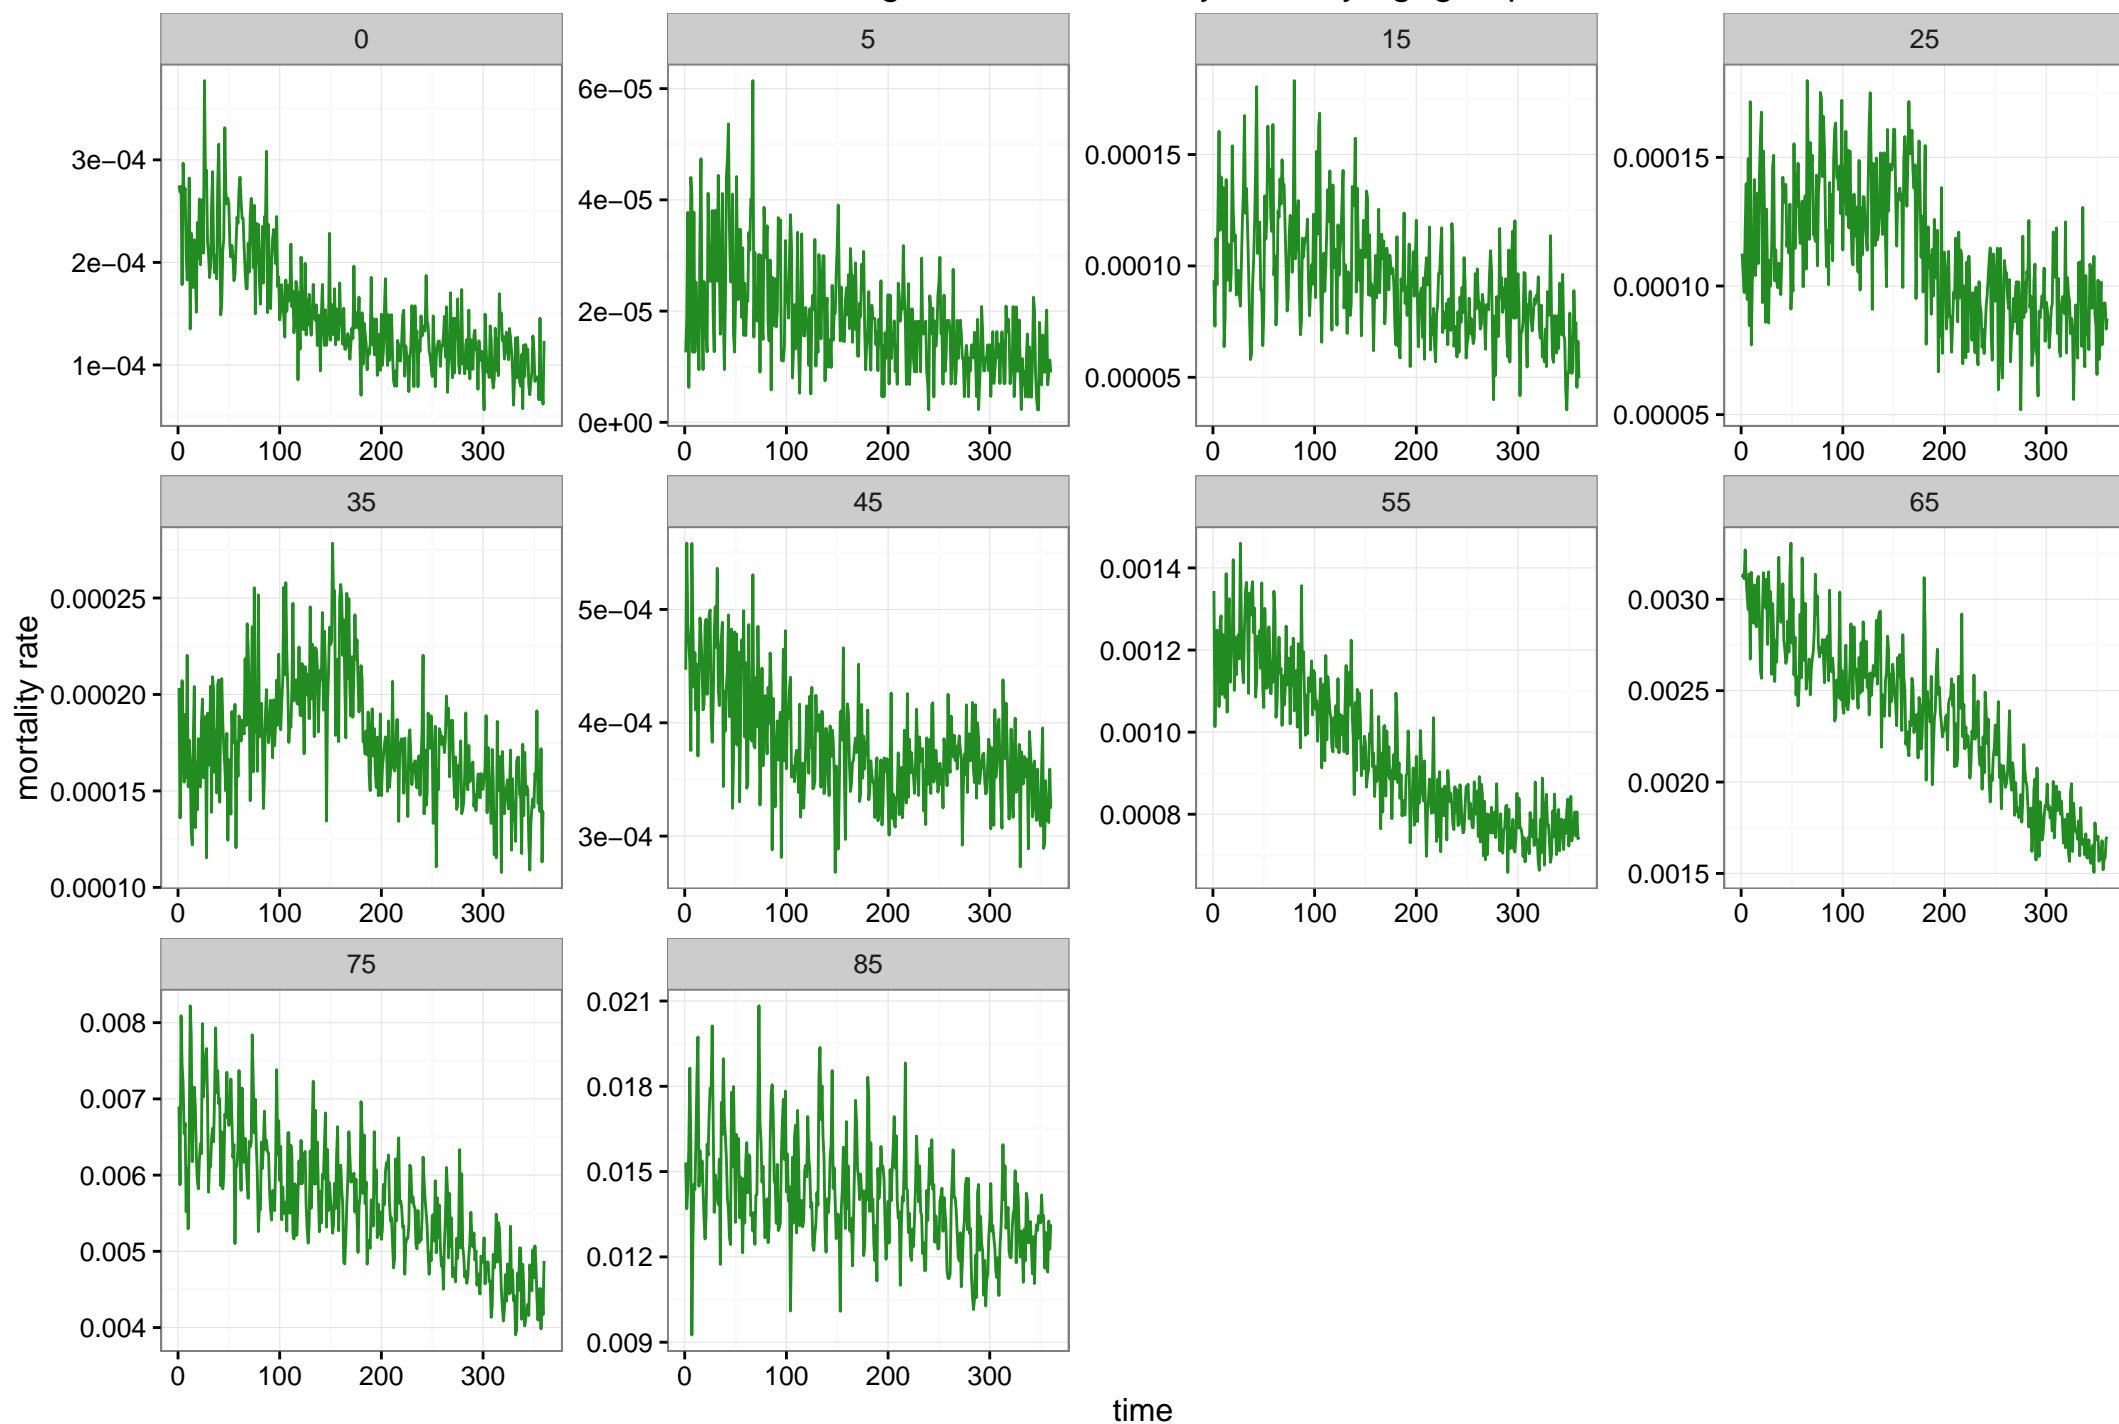 0 5 15 25
3e−04
2e−04
1e−04
0 100 200 300
6e−05
4e−05
2e−05
0e+00
0 100 200 300
0.00015
0.00010
0.00005
0 100 200 300
0.00015
0.00010
0.00005
0 100 200 300
35 45 55 65
mortality rate
0.00025
0.00020
0.00015
0.00010
0 100 200 300
5e−04
4e−04
3e−04
0 100 200 300
0.0014
0.0012
0.0010
0.0008
0 100 200 300
0.0030
0.0025
0.0020
0.0015
0 100 200 300
75 85
0.008
0.007
0.006
0.005
0.004
0 100 200 300
0.021
0.018
0.015
0.012
0.009
0 100 200 300
time